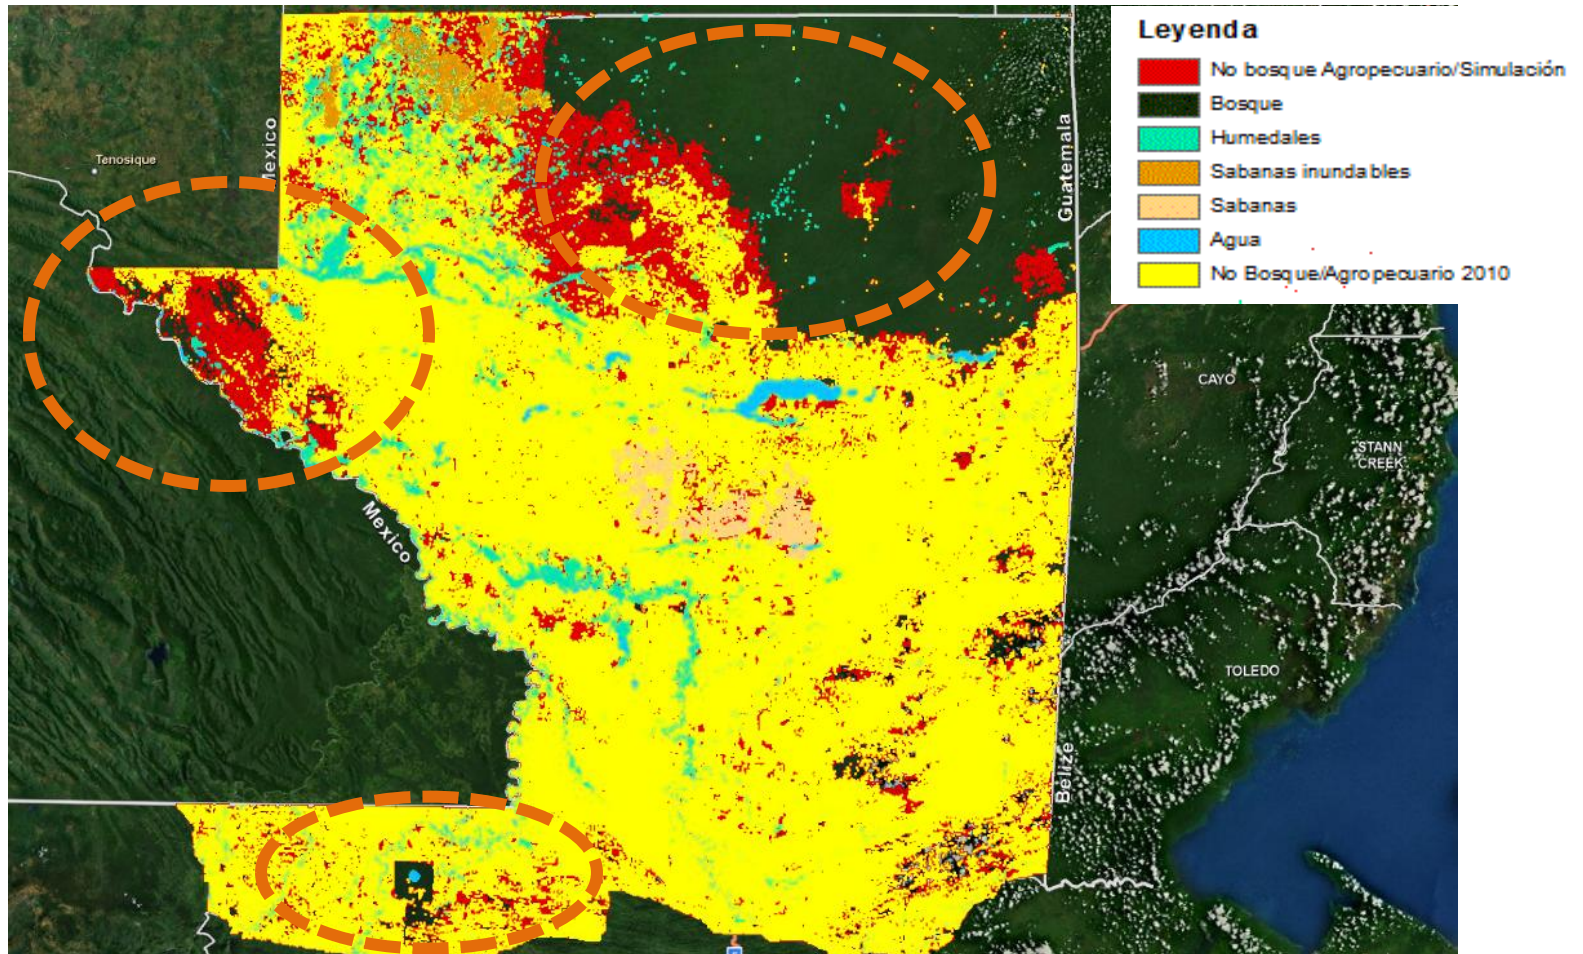 Leyenda
No bosque Agropecuario/Simulación
Bosque
Humedales
Sabanas inundables
Sabanas
Agua
No Bosque/Agropecuario 2010
Tenosique
Mexico
Guatemala
CAYO
STANN
CREEK
Mexico
TOLEDO
Belize